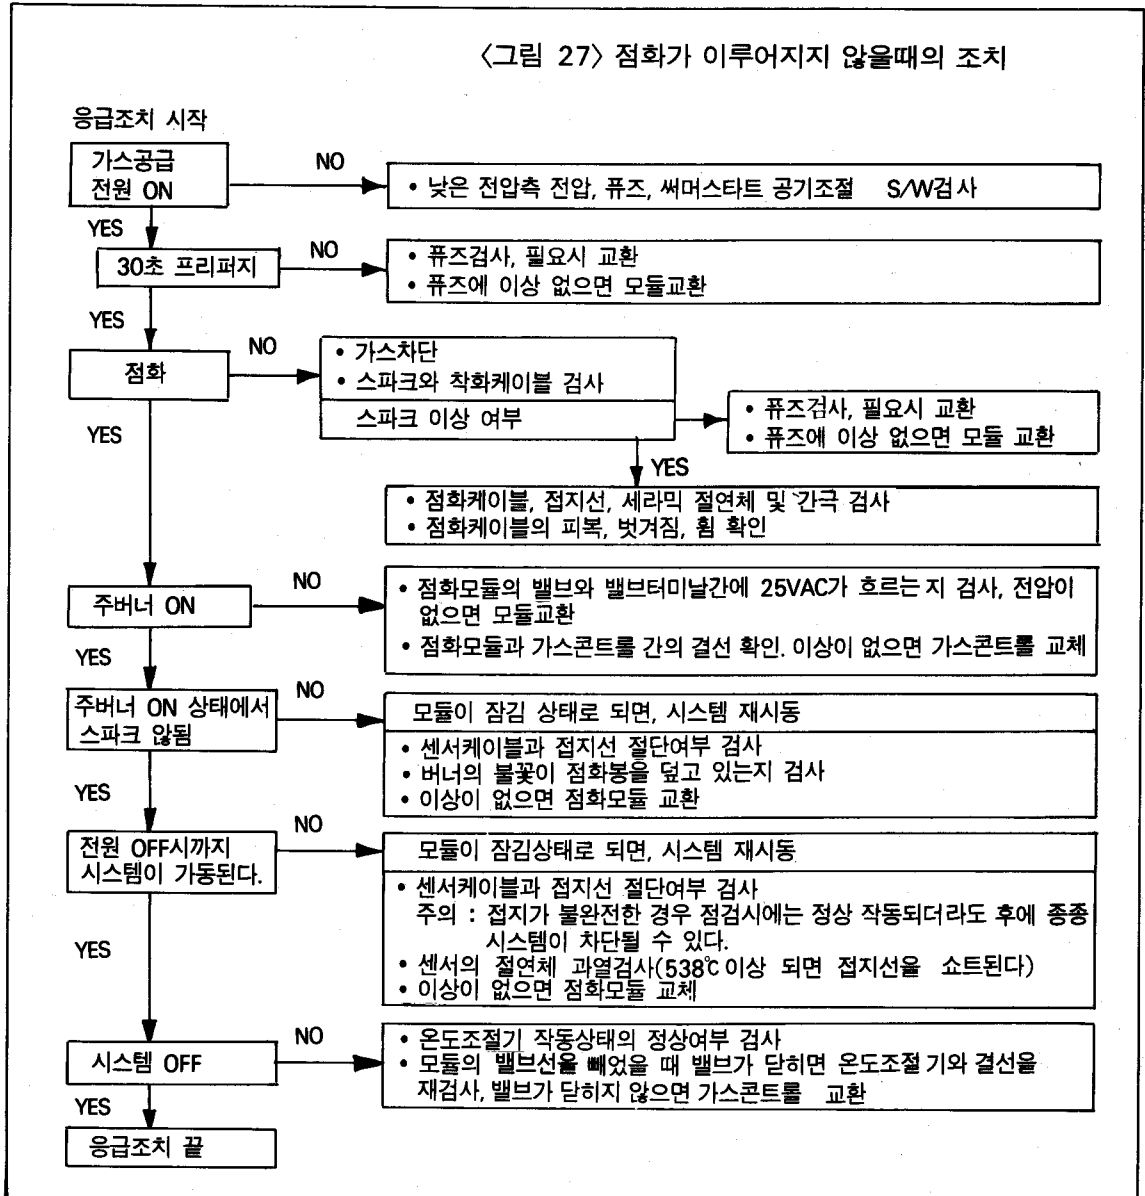 〈그림 27〉 점화가 이루어지지 않을때의 조치
응급조치 시작
가스공급
전원 ON
NO
• 낮은 전압측 전압, 퓨즈, 써머스타트 공기조절 S/W검사
YES
30초 프리퍼지
NO
• 퓨즈검사, 필요시 교환
• 퓨즈에 이상 없으면 모듈교환
YES
점화
NO
• 가스차단
• 스파크와 착화케이블 검사
스파크 이상 여부
• 퓨즈검사, 필요시 교환
• 퓨즈에 이상 없으면 모듈 교환
YES
YES
• 점화케이블, 접지선, 세라믹 절연체 및 간극 검사
• 점화케이블의 피복, 벗겨짐, 휨 확인
주버너 ON
NO
• 점화모듈의 밸브와 밸브터미날간에 25VAC가 흐르는 지 검사, 전압이
없으면 모듈교환
• 점화모듈과 가스콘트롤 간의 결선 확인. 이상이 없으면 가스콘트롤 교체
YES
주버너 ON 상태에서
스파크 않됨
NO
모듈이 잠김 상태로 되면, 시스템 재시동
• 센서케이블과 접지선 절단여부 검사
• 버너의 불꽃이 점화봉을 덮고 있는지 검사
• 이상이 없으면 점화모듈 교환
YES
전원 OFF시까지
시스템이 가동된다.
NO
모듈이 잠김상태로 되면, 시스템 재시동
• 센서케이블과 접지선 절단여부 검사
주의 : 접지가 불완전한 경우 점검시에는 정상 작동되더라도 후에 종종
시스템이 차단될 수 있다.
• 센서의 절연체 과열검사(538℃ 이상 되면 접지선을 쇼트된다)
• 이상이 없으면 점화모듈 교체
YES
시스템 OFF
NO
• 온도조절기 작동상태의 정상여부 검사
• 모듈의 밸브선을 빼었을 때 밸브가 닫히면 온도조절 기와 결선을
재검사, 밸브가 닫히지 않으면 가스콘트롤 교환
YES
응급조치 끝